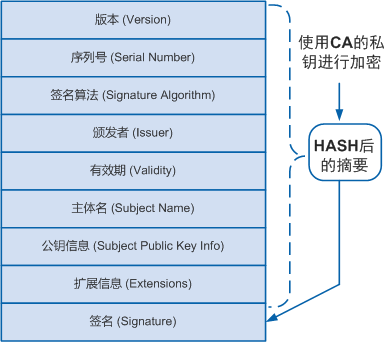 版本 (Version)
序列号 (Serial Number)
签名算法 (Signature Algorithm)
颁发者 (Issuer)
有效期 (Validity)
主体名 (Subject Name)
公钥信息 (Subject Public Key Info)
扩展信息 (Extensions)
签名 (Signature)
使用CA的私
钥进行加密
HASH后
的摘要